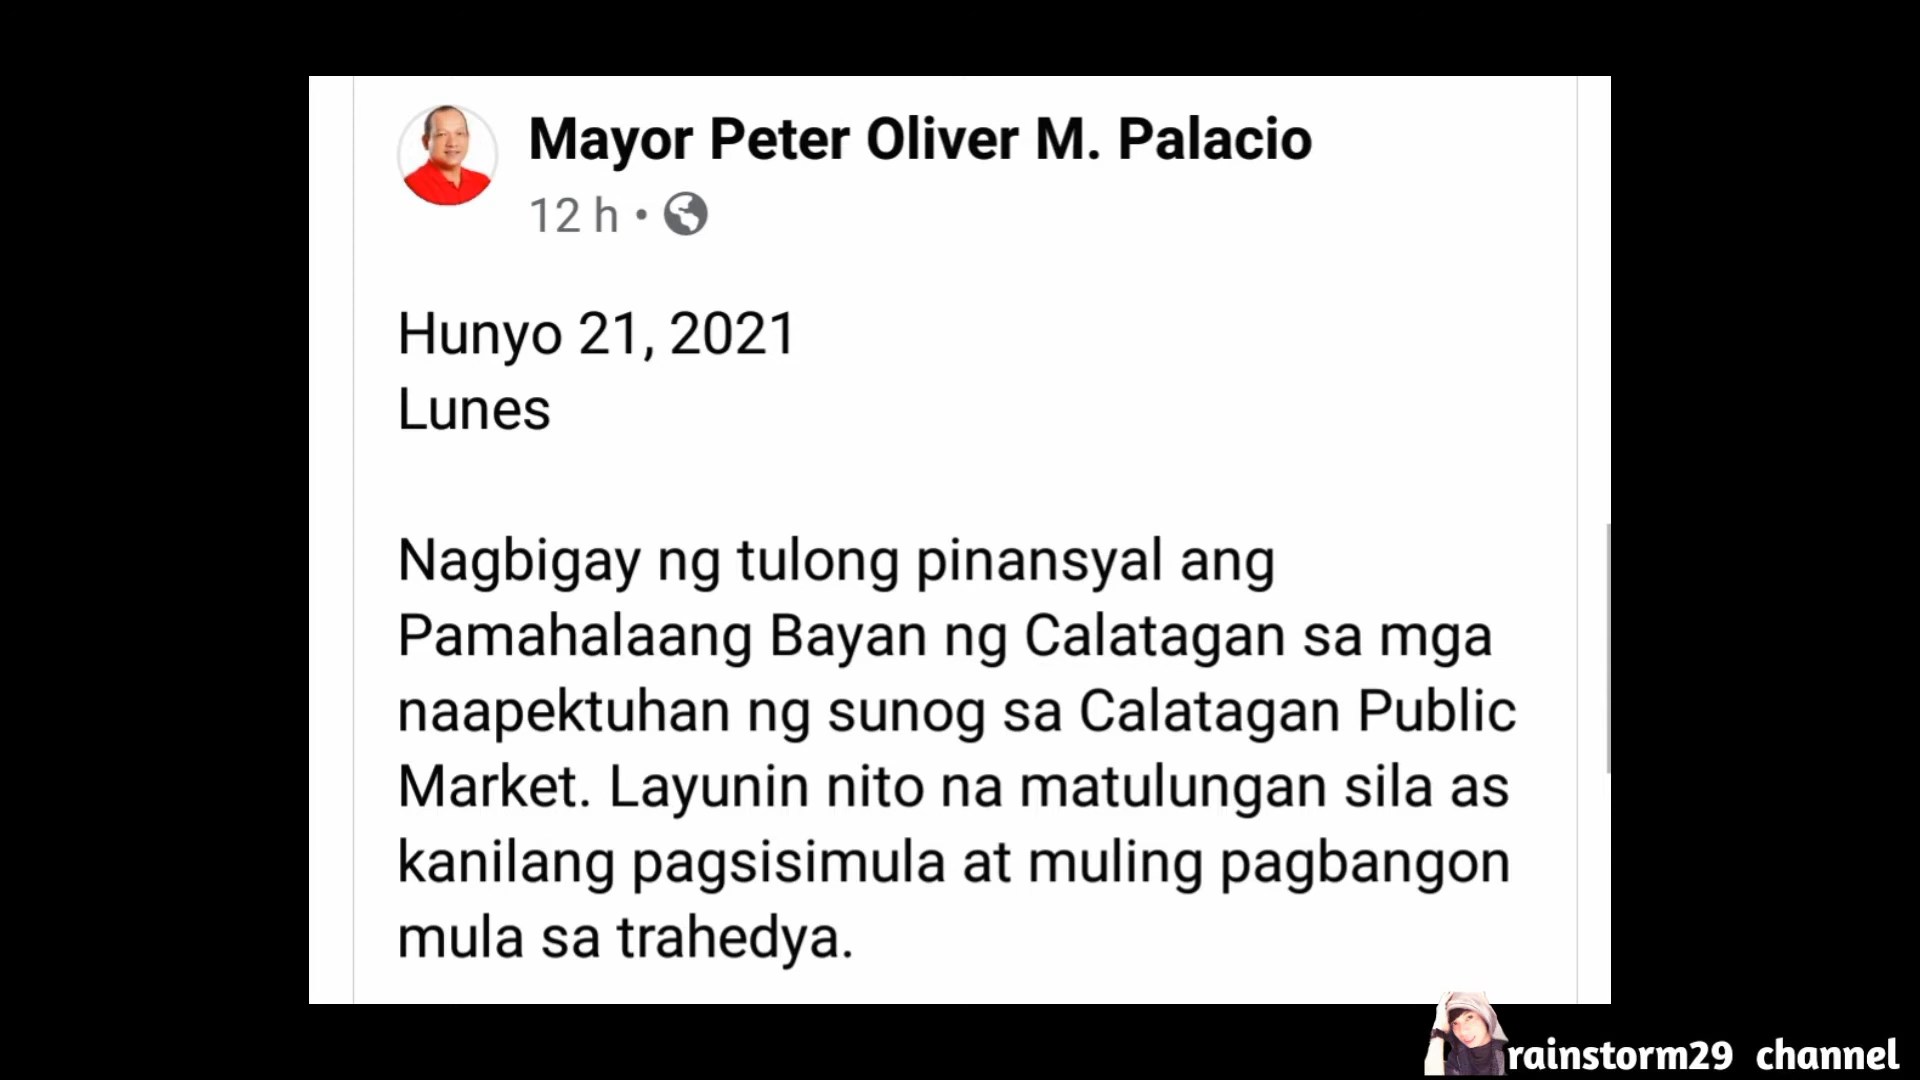 Mayor Peter Oliver M. Palacio
12 h •
Hunyo 21, 2021
Lunes
Nagbigay ng tulong pinansyal ang
Pamahalaang Bayan ng Calatagan sa mga
naapektuhan ng sunog sa Calatagan Public
Market. Layunin nito na matulungan sila as
kanilang pagsisimula at muling pagbangon
mula sa trahedya.
rainstorm29 channel